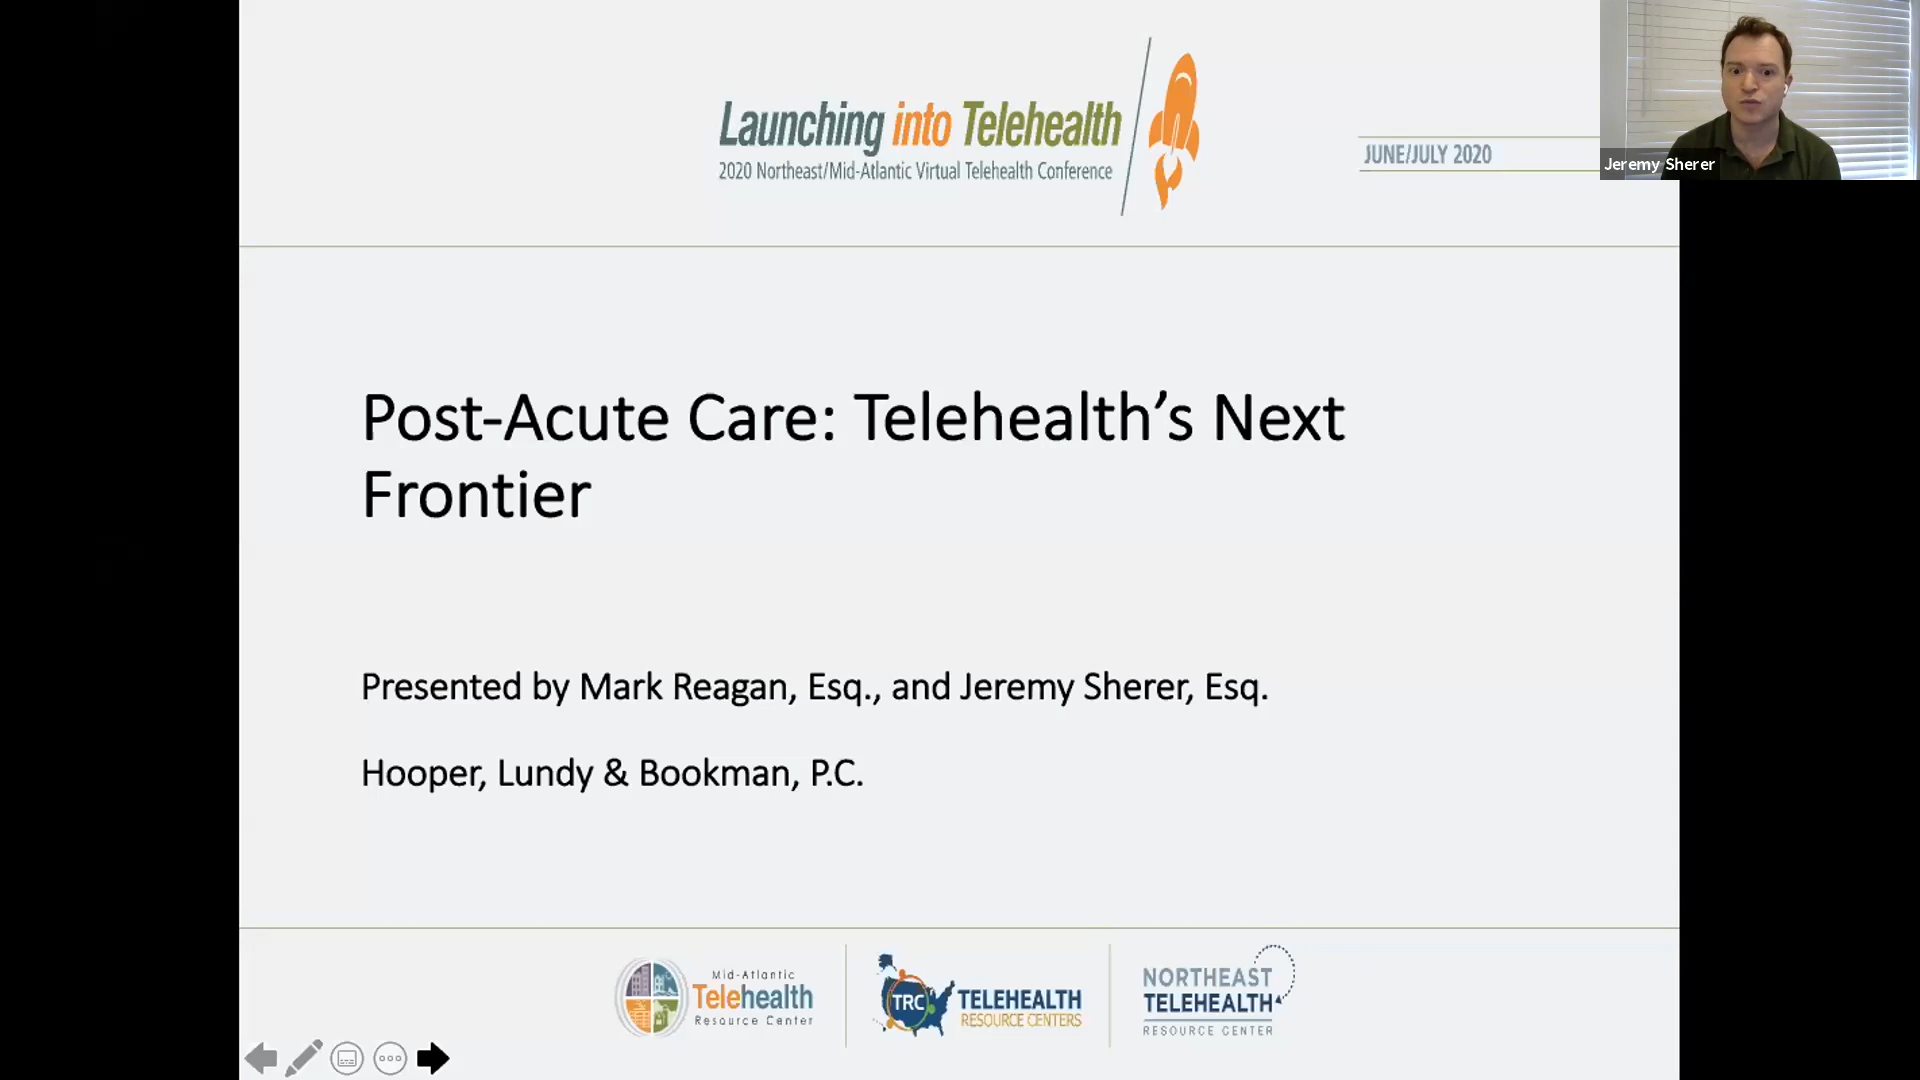 Launching into Telehealth
2020 Northeast/Mid-Atlantic Virtual Telehealth Conference
JUNE/JULY 2020
Jeremy Sherer
Post-Acute Care: Telehealth’s Next
Frontier
Presented by Mark Reagan, Esq., and Jeremy Sherer, Esq.
Hooper, Lundy & Bookman, P.C.
Mid-Atlantic
Telehealth
Resource Center
TRC
TELEHEALTH
RESOURCE CENTERS
NORTHEAST
TELEHEALTH
RESOURCE CENTER